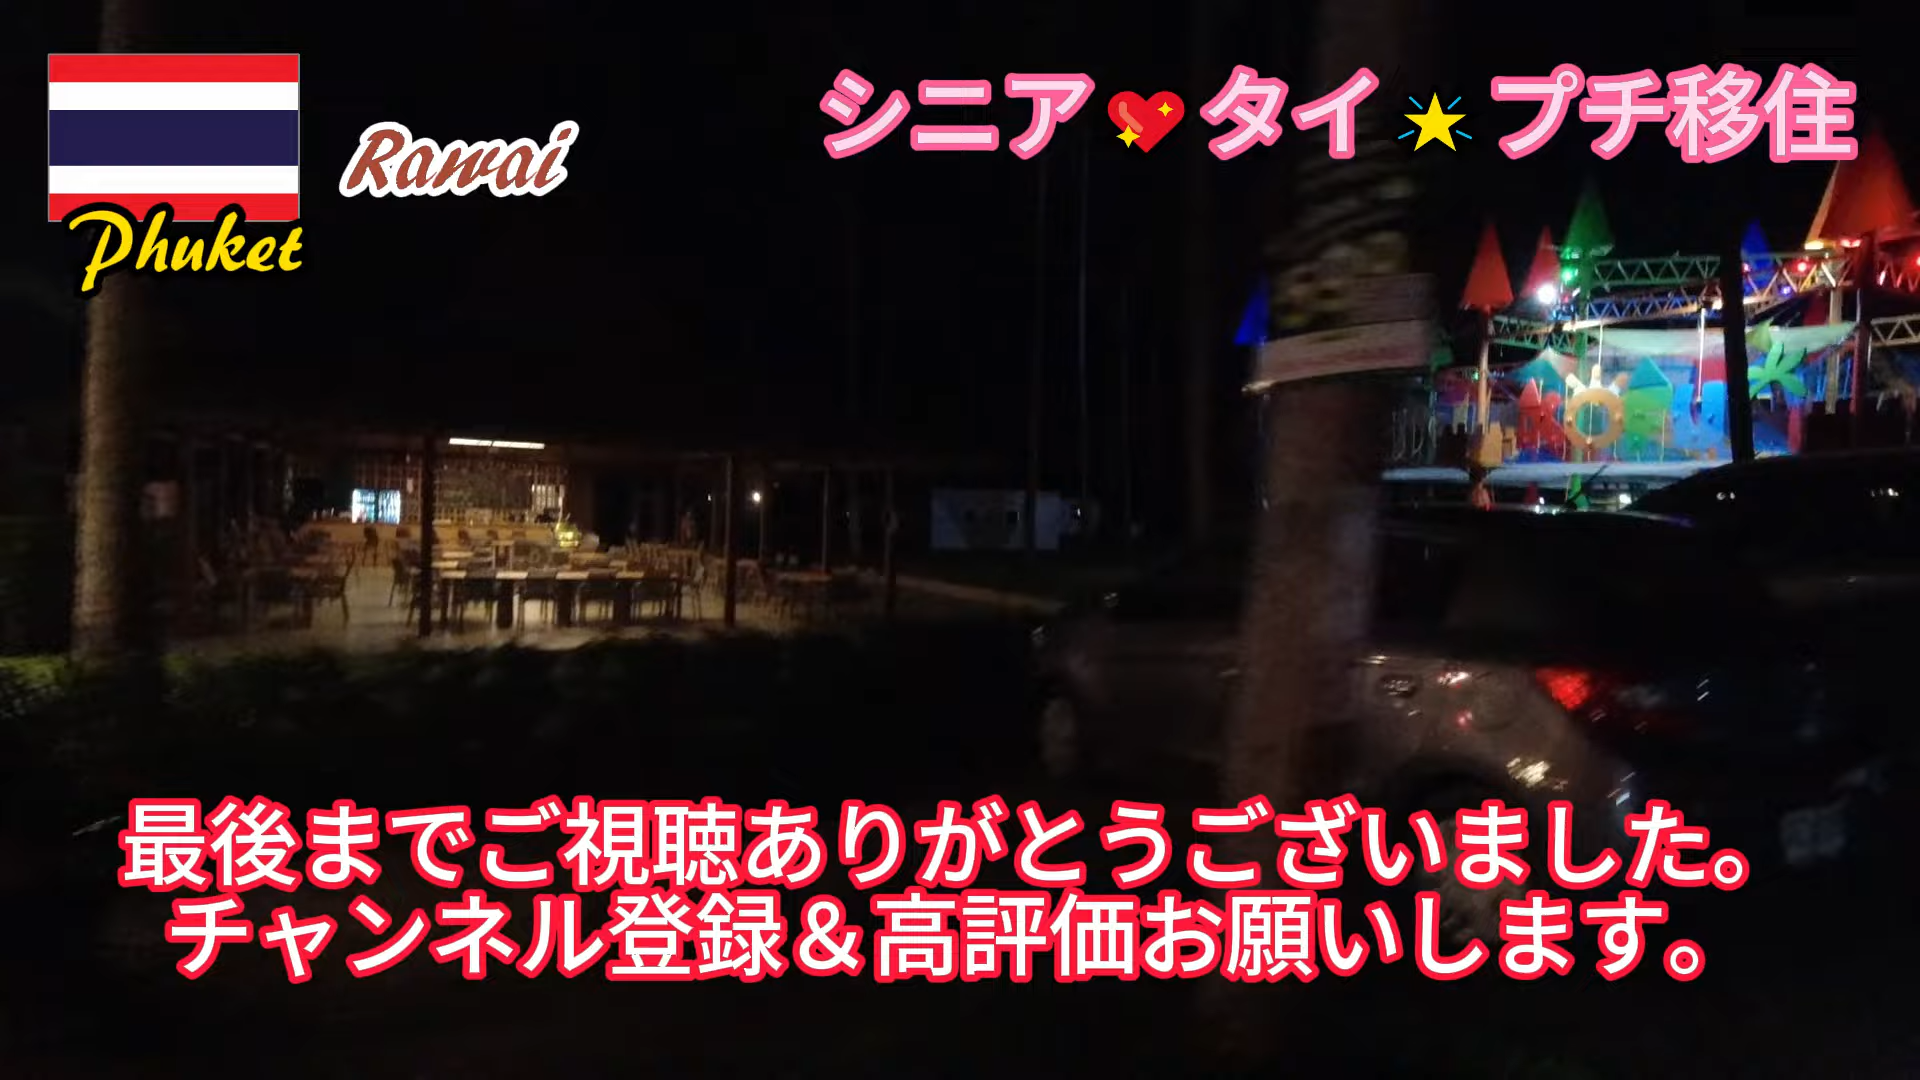 シニア💖タイ🌟プチ移住
Rawai
Phuket
最後までご視聴ありがとうございました。
チャンネル登録＆高評価お願いします。